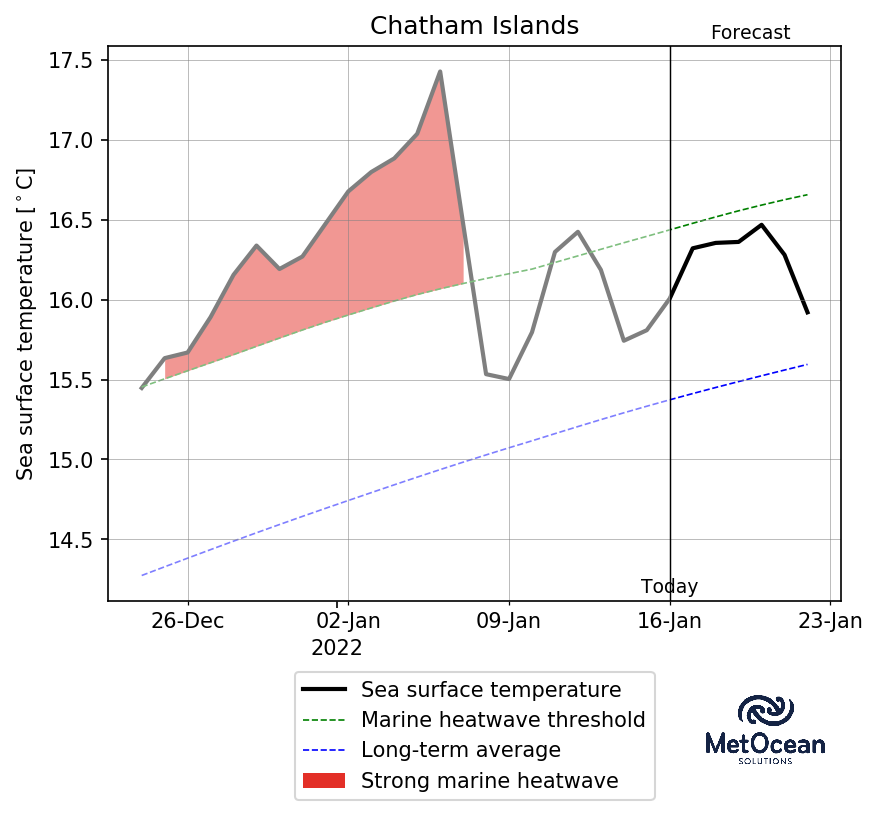 Chatham Islands
Forecast
17.5
17.0
16.5
16.0
15.5
15.0
14.5
Sea surface temperature [°C]
Today
26-Dec 02-Jan 09-Jan 16-Jan 23-Jan
2022
Sea surface temperature
Marine heatwave threshold
Long-term average
Strong marine heatwave
MetOcean
SOLUTIONS